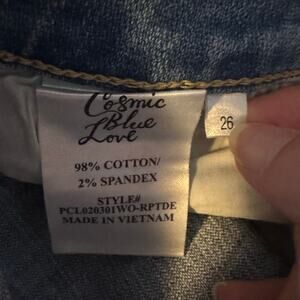 Cosmic
Blue
Love
26
98% COTTON/
2% SPANDEX
STYLE#
PCL020301WO-RPTDE
MADE IN VIETNAM